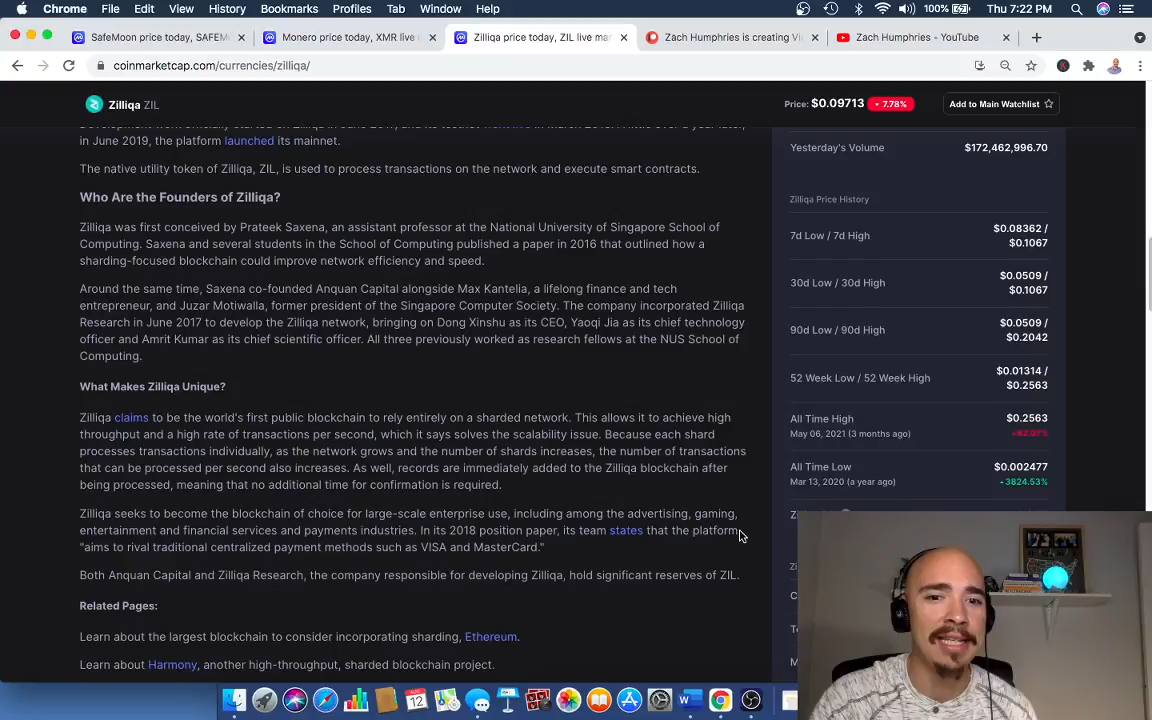 Chrome File Edit View History Bookmarks Profiles Tab Window Help 100% Thu 7:22 PM
SafeMoon price today, SAFEM Monero price today, XMR live Zilliqa price today, ZIL live mar Zach Humphries is creating Vi Zach Humphries - YouTube
coinmarketcap.com/currencies/zilliqa/
Zilliqa ZIL Price: $0.09713 7.78% Add to Main Watchlist
in June 2019, the platform launched its mainnet.
The native utility token of Zilliqa, ZIL, is used to process transactions on the network and execute smart contracts.
Who Are the Founders of Zilliqa?
Zilliqa was first conceived by Prateek Saxena, an assistant professor at the National University of Singapore School of
Computing. Saxena and several students in the School of Computing published a paper in 2016 that outlined how a
sharding-focused blockchain could improve network efficiency and speed.
Around the same time, Saxena co-founded Anquan Capital alongside Max Kantelia, a lifelong finance and tech
entrepreneur, and Juzar Motiwalla, former president of the Singapore Computer Society. The company incorporated Zilliqa
Research in June 2017 to develop the Zilliqa network, bringing on Dong Xinshu as its CEO, Yaoqi Jia as its chief technology
officer and Amrit Kumar as its chief scientific officer. All three previously worked as research fellows at the NUS School of
Computing.
What Makes Zilliqa Unique?
Zilliqa claims to be the world's first public blockchain to rely entirely on a sharded network. This allows it to achieve high
throughput and a high rate of transactions per second, which it says solves the scalability issue. Because each shard
processes transactions individually, as the network grows and the number of shards increases, the number of transactions
that can be processed per second also increases. As well, records are immediately added to the Zilliqa blockchain after
being processed, meaning that no additional time for confirmation is required.
Zilliqa seeks to become the blockchain of choice for large-scale enterprise use, including among the advertising, gaming,
entertainment and financial services and payments industries. In its 2018 position paper, its team states that the platform
"aims to rival traditional centralized payment methods such as VISA and MasterCard."
Both Anquan Capital and Zilliqa Research, the company responsible for developing Zilliqa, hold significant reserves of ZIL.
Related Pages:
Learn about the largest blockchain to consider incorporating sharding, Ethereum.
Learn about Harmony, another high-throughput, sharded blockchain project.
Yesterday's Volume $172,462,996.70
Zilliqa Price History
7d Low / 7d High $0.08362 /
$0.1067
30d Low / 30d High $0.0509 /
$0.1067
90d Low / 90d High $0.0509 /
$0.2042
52 Week Low / 52 Week High $0.01314 /
$0.2563
All Time High $0.2563
May 06, 2021 (3 months ago)
All Time Low $0.002477
Mar 13, 2020 (a year ago) 3824.53%
AUG
12